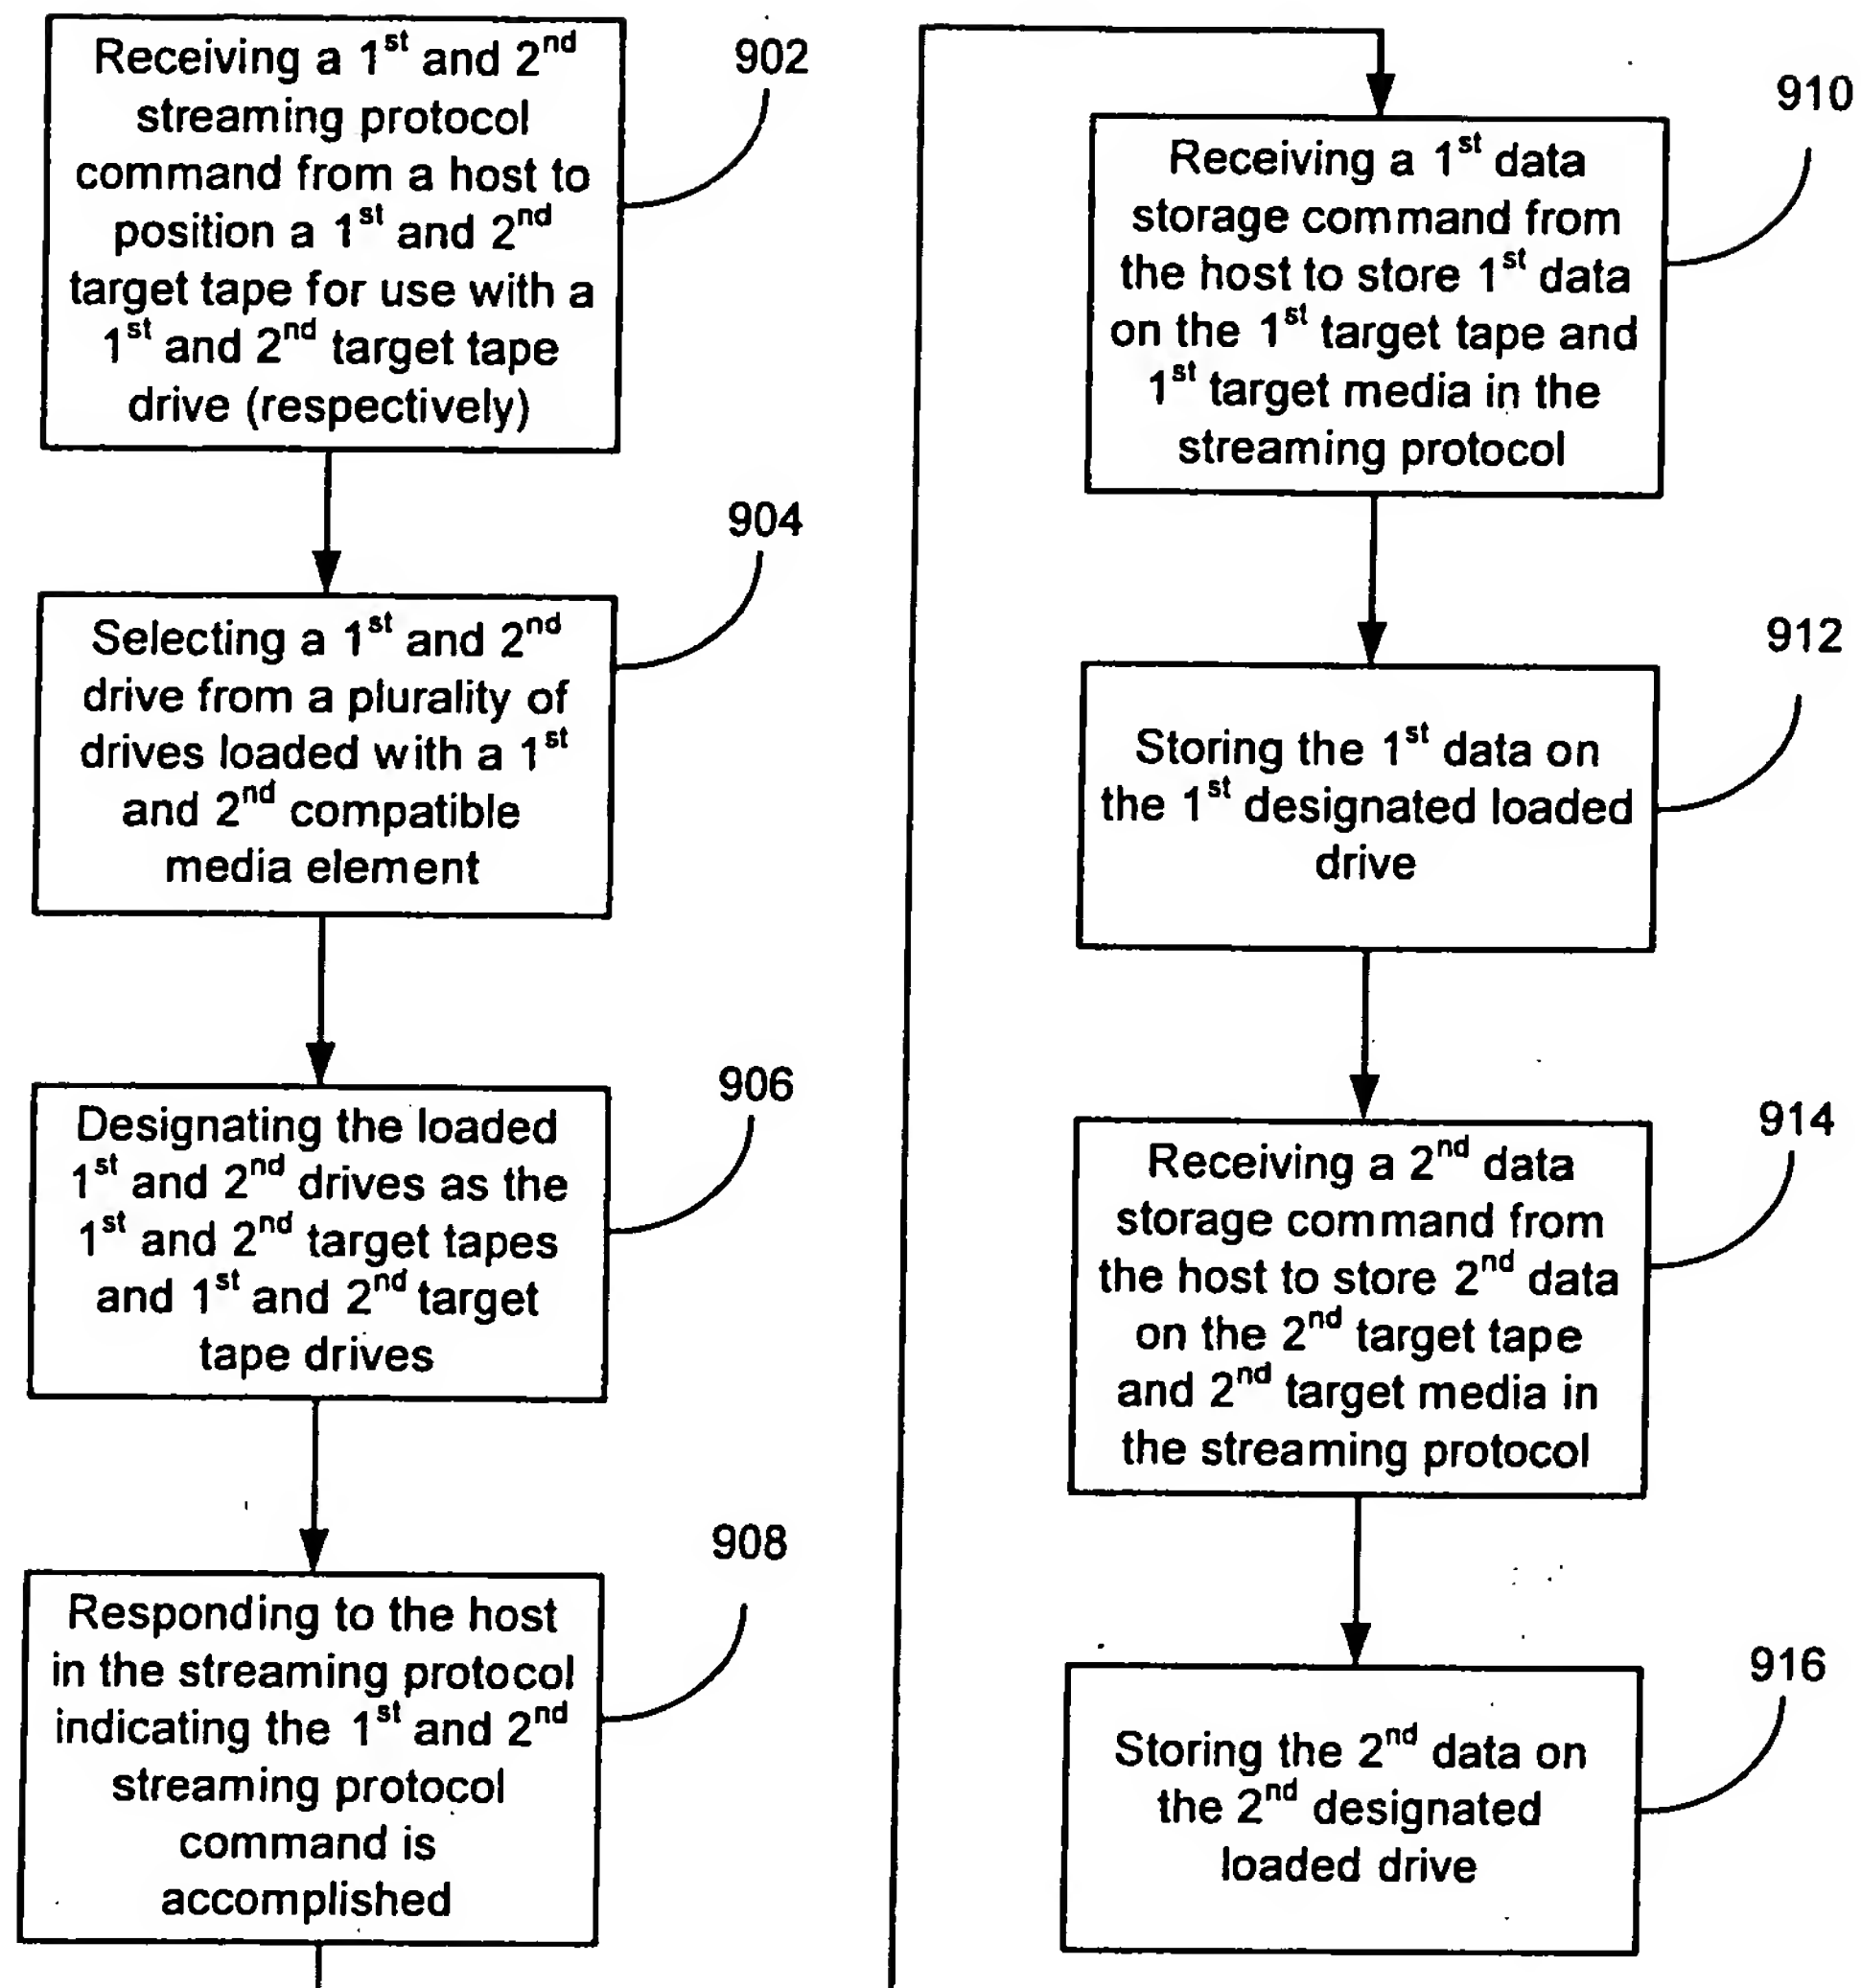 Receiving a 1st and 2nd
streaming protocol
command from a host to
position a 1st and 2nd
target tape for use with a
1st and 2nd target tape
drive (respectively)
902
Selecting a 1st and 2nd
drive from a plurality of
drives loaded with a 1st
and 2nd compatible
media element
904
Designating the loaded
1st and 2nd drives as the
1st and 2nd target tapes
and 1st and 2nd target
tape drives
906
Responding to the host
in the streaming protocol
indicating the 1st and 2nd
streaming protocol
command is
accomplished
908
Receiving a 1st data
storage command from
the host to store 1st data
on the 1st target tape and
1st target media in the
streaming protocol
910
Storing the 1st data on
the 1st designated loaded
drive
912
Receiving a 2nd data
storage command from
the host to store 2nd data
on the 2nd target tape
and 2nd target media in
the streaming protocol
914
Storing the 2nd data on
the 2nd designated
loaded drive
916